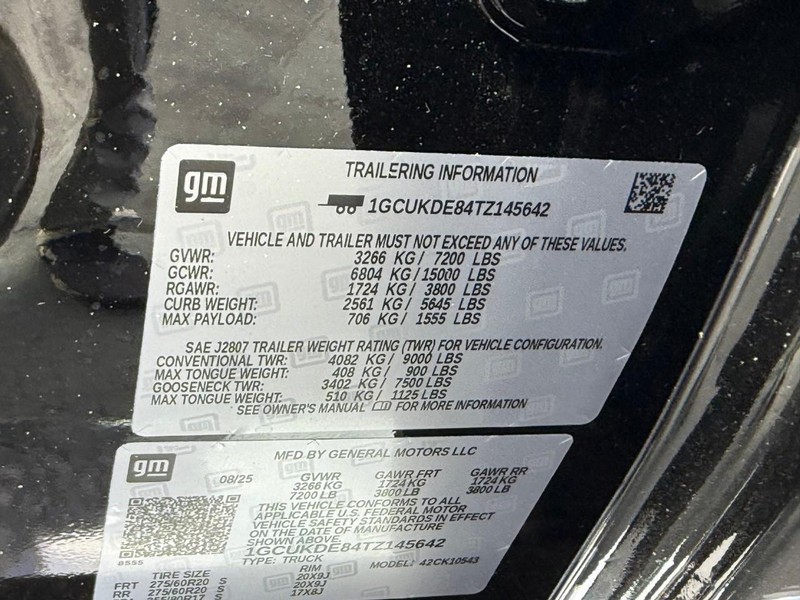 gm
TRAILERING INFORMATION
1GCUKDE84TZ145642
VEHICLE AND TRAILER MUST NOT EXCEED ANY OF THESE VALUES.
GVWR: 3266 KG / 7200 LBS
GCWR: 6804 KG / 15000 LBS
RGAWR: 1724 KG / 3800 LBS
CURB WEIGHT: 2561 KG / 5645 LBS
MAX PAYLOAD: 706 KG / 1555 LBS
SAE J2807 TRAILER WEIGHT RATING (TWR) FOR VEHICLE CONFIGURATION.
CONVENTIONAL TWR: 4082 KG / 9000 LBS
MAX TONGUE WEIGHT: 408 KG / 900 LBS
GOOSENECK TWR: 3402 KG / 7500 LBS
MAX TONGUE WEIGHT: 510 KG / 1125 LBS
SEE OWNER'S MANUAL FOR MORE INFORMATION
gm
MFD BY GENERAL MOTORS LLC
08/25 GVWR GAWR FRT GAWR RR
3266 KG 1724 KG 1724 KG
7200 LB 3800 LB 3800 LB
THIS VEHICLE CONFORMS TO ALL
APPLICABLE U.S. FEDERAL MOTOR
VEHICLE SAFETY STANDARDS IN EFFECT
ON THE DATE OF MANUFACTURE
SHOWN ABOVE.
1GCUKDE84TZ145642
B555 TYPE: TRUCK MODEL: 42CK10543
TIRE SIZE RIM
FRT 275/60R20 S 20X9J
RR 275/60R20 S 20X9J
255/80R17 S 17X8J